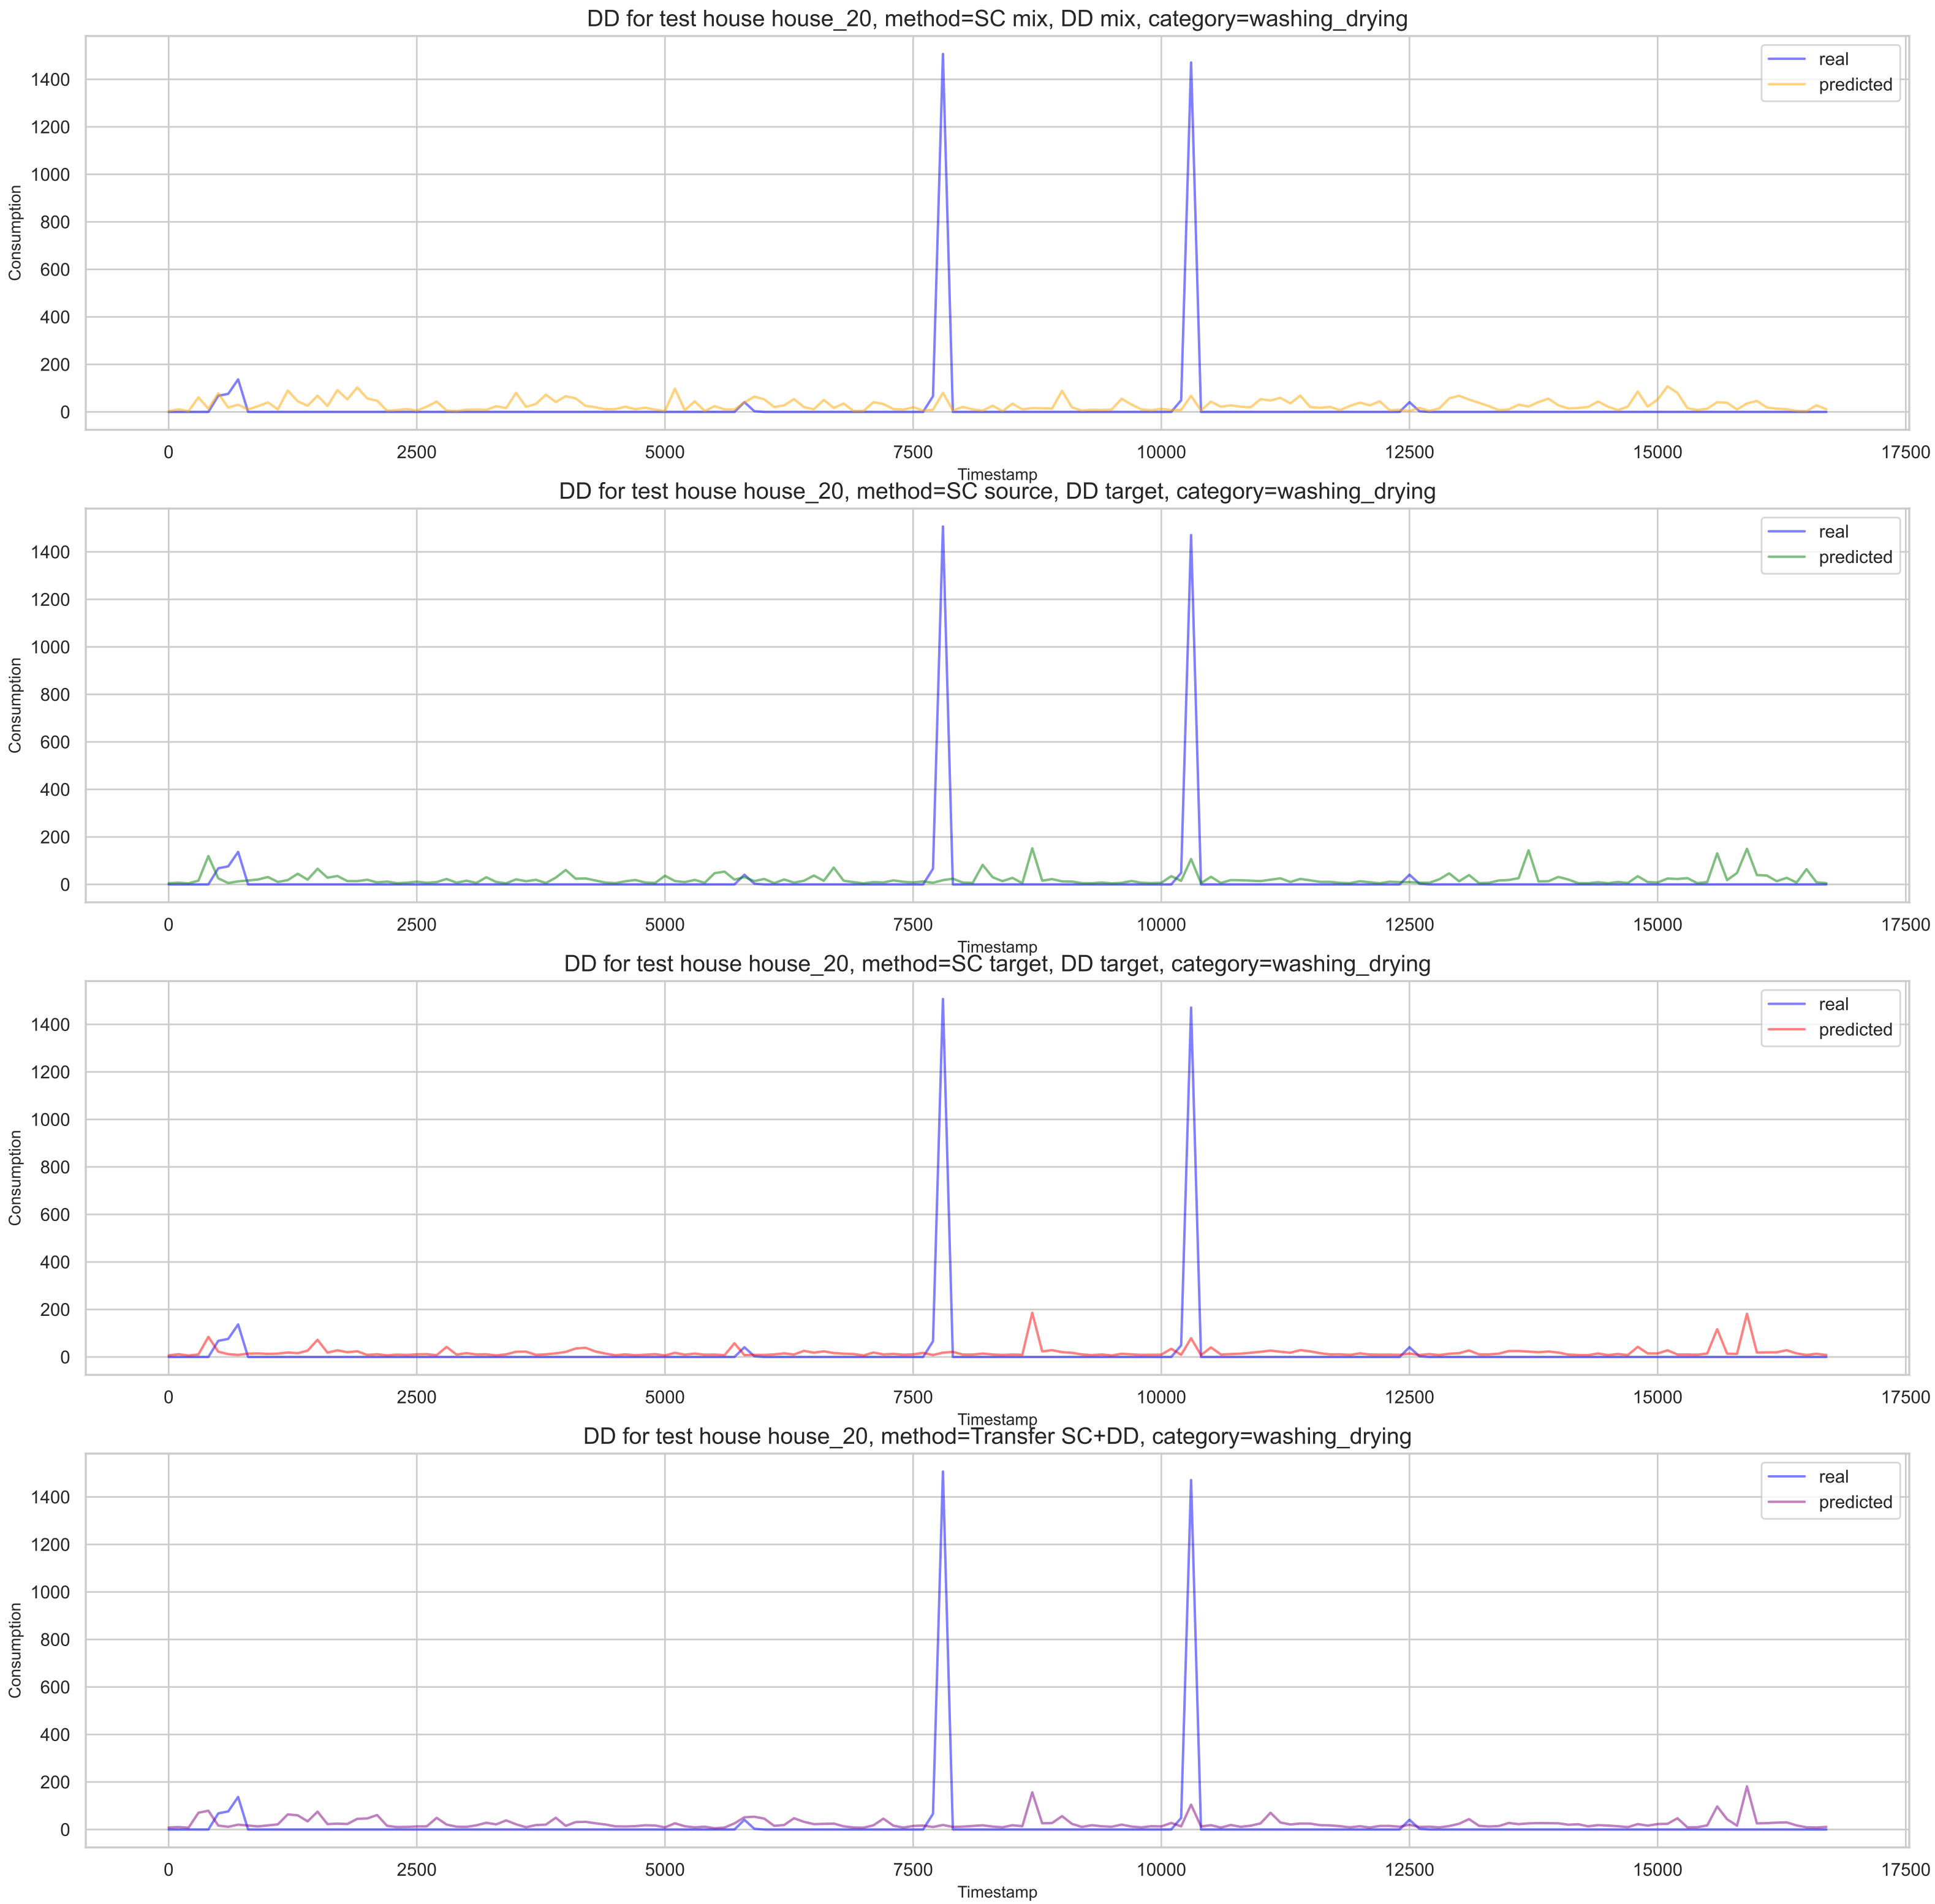 DD for test house house_20, method=SC mix, DD mix, category=washing_drying
real
predicted
1400
1200
1000
800
600
400
200
0
Consumption
0 2500 5000 7500 10000 12500 15000 17500
Timestamp
DD for test house house_20, method=SC source, DD target, category=washing_drying
real
predicted
1400
1200
1000
800
600
400
200
0
Consumption
0 2500 5000 7500 10000 12500 15000 17500
Timestamp
DD for test house house_20, method=SC target, DD target, category=washing_drying
real
predicted
1400
1200
1000
800
600
400
200
0
Consumption
0 2500 5000 7500 10000 12500 15000 17500
Timestamp
DD for test house house_20, method=Transfer SC+DD, category=washing_drying
real
predicted
1400
1200
1000
800
600
400
200
0
Consumption
0 2500 5000 7500 10000 12500 15000 17500
Timestamp